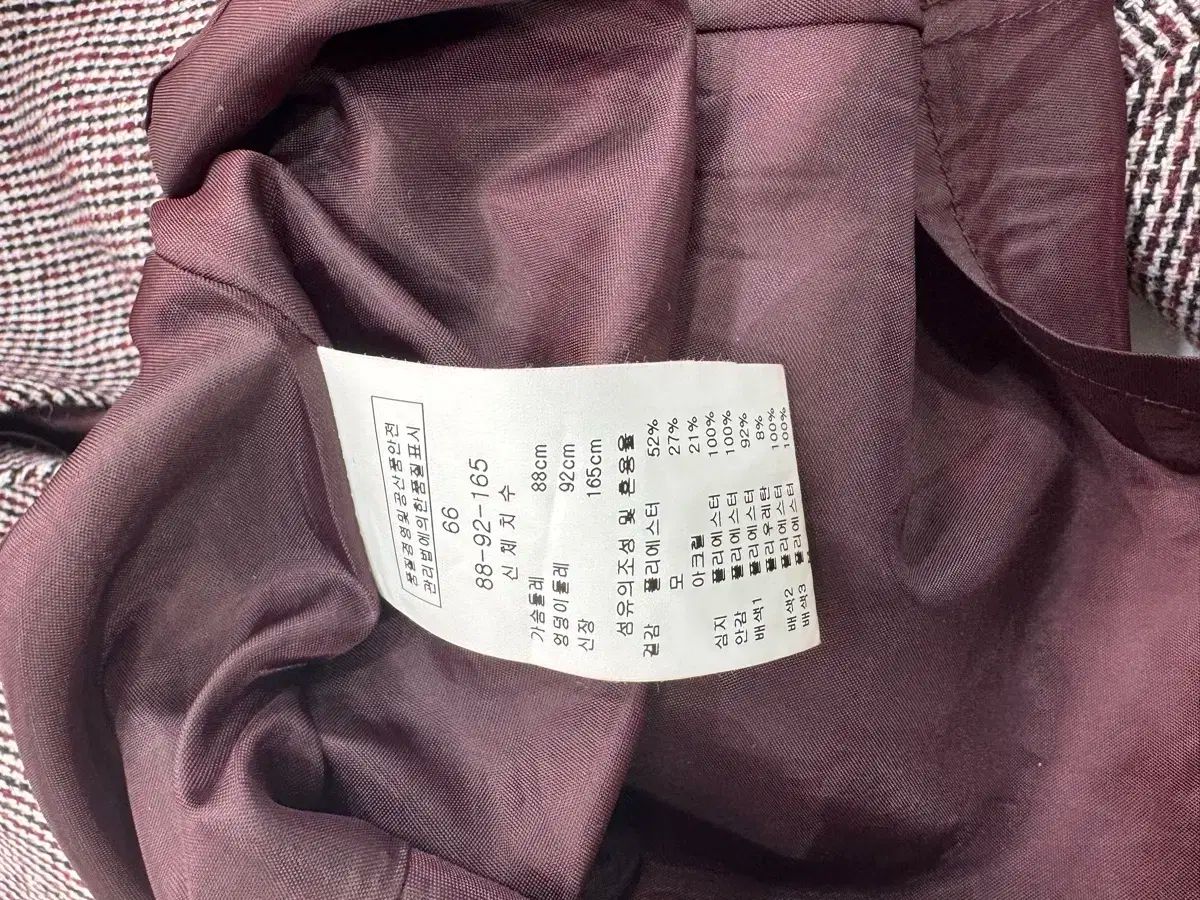 품질경영및공산품안전
관리법에의한품질표시
66
88-92-165
신 체 치 수
가슴둘레 88cm
엉덩이둘레 92cm
신장 165cm
섬유의조성 및 혼용율
겉감 폴리에스터 52%
모 27%
아크릴 21%
심지 폴리에스터 100%
안감 폴리에스터 100%
배색1 폴리에스터 92%
폴리우레탄 8%
배색2 폴리에스터 100%
배색3 폴리에스터 100%